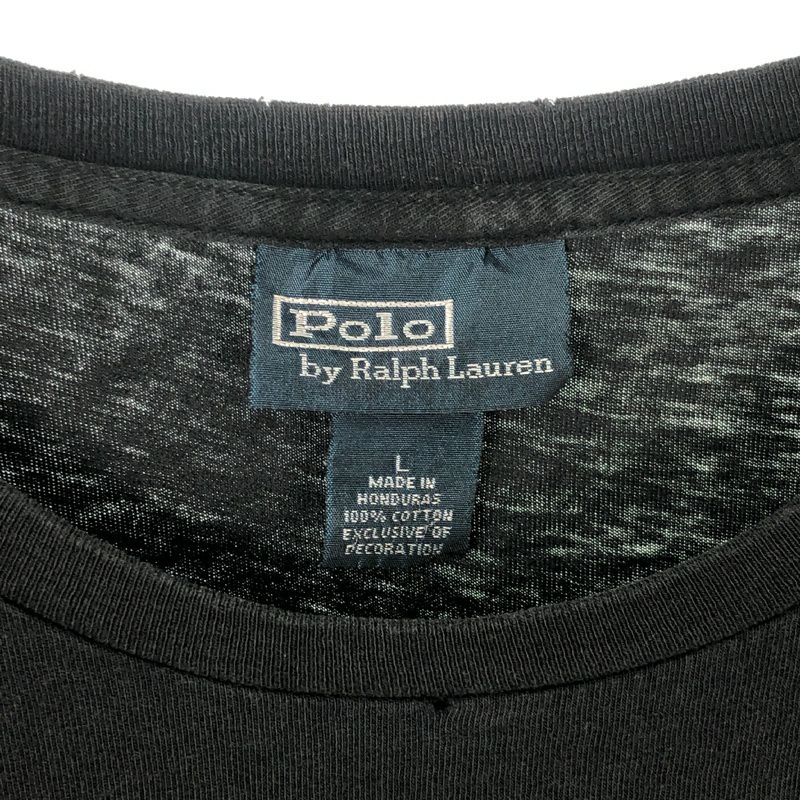 Polo
by Ralph Lauren
L
MADE IN
HONDURAS
100% COTTON
EXCLUSIVE OF
DECORATION